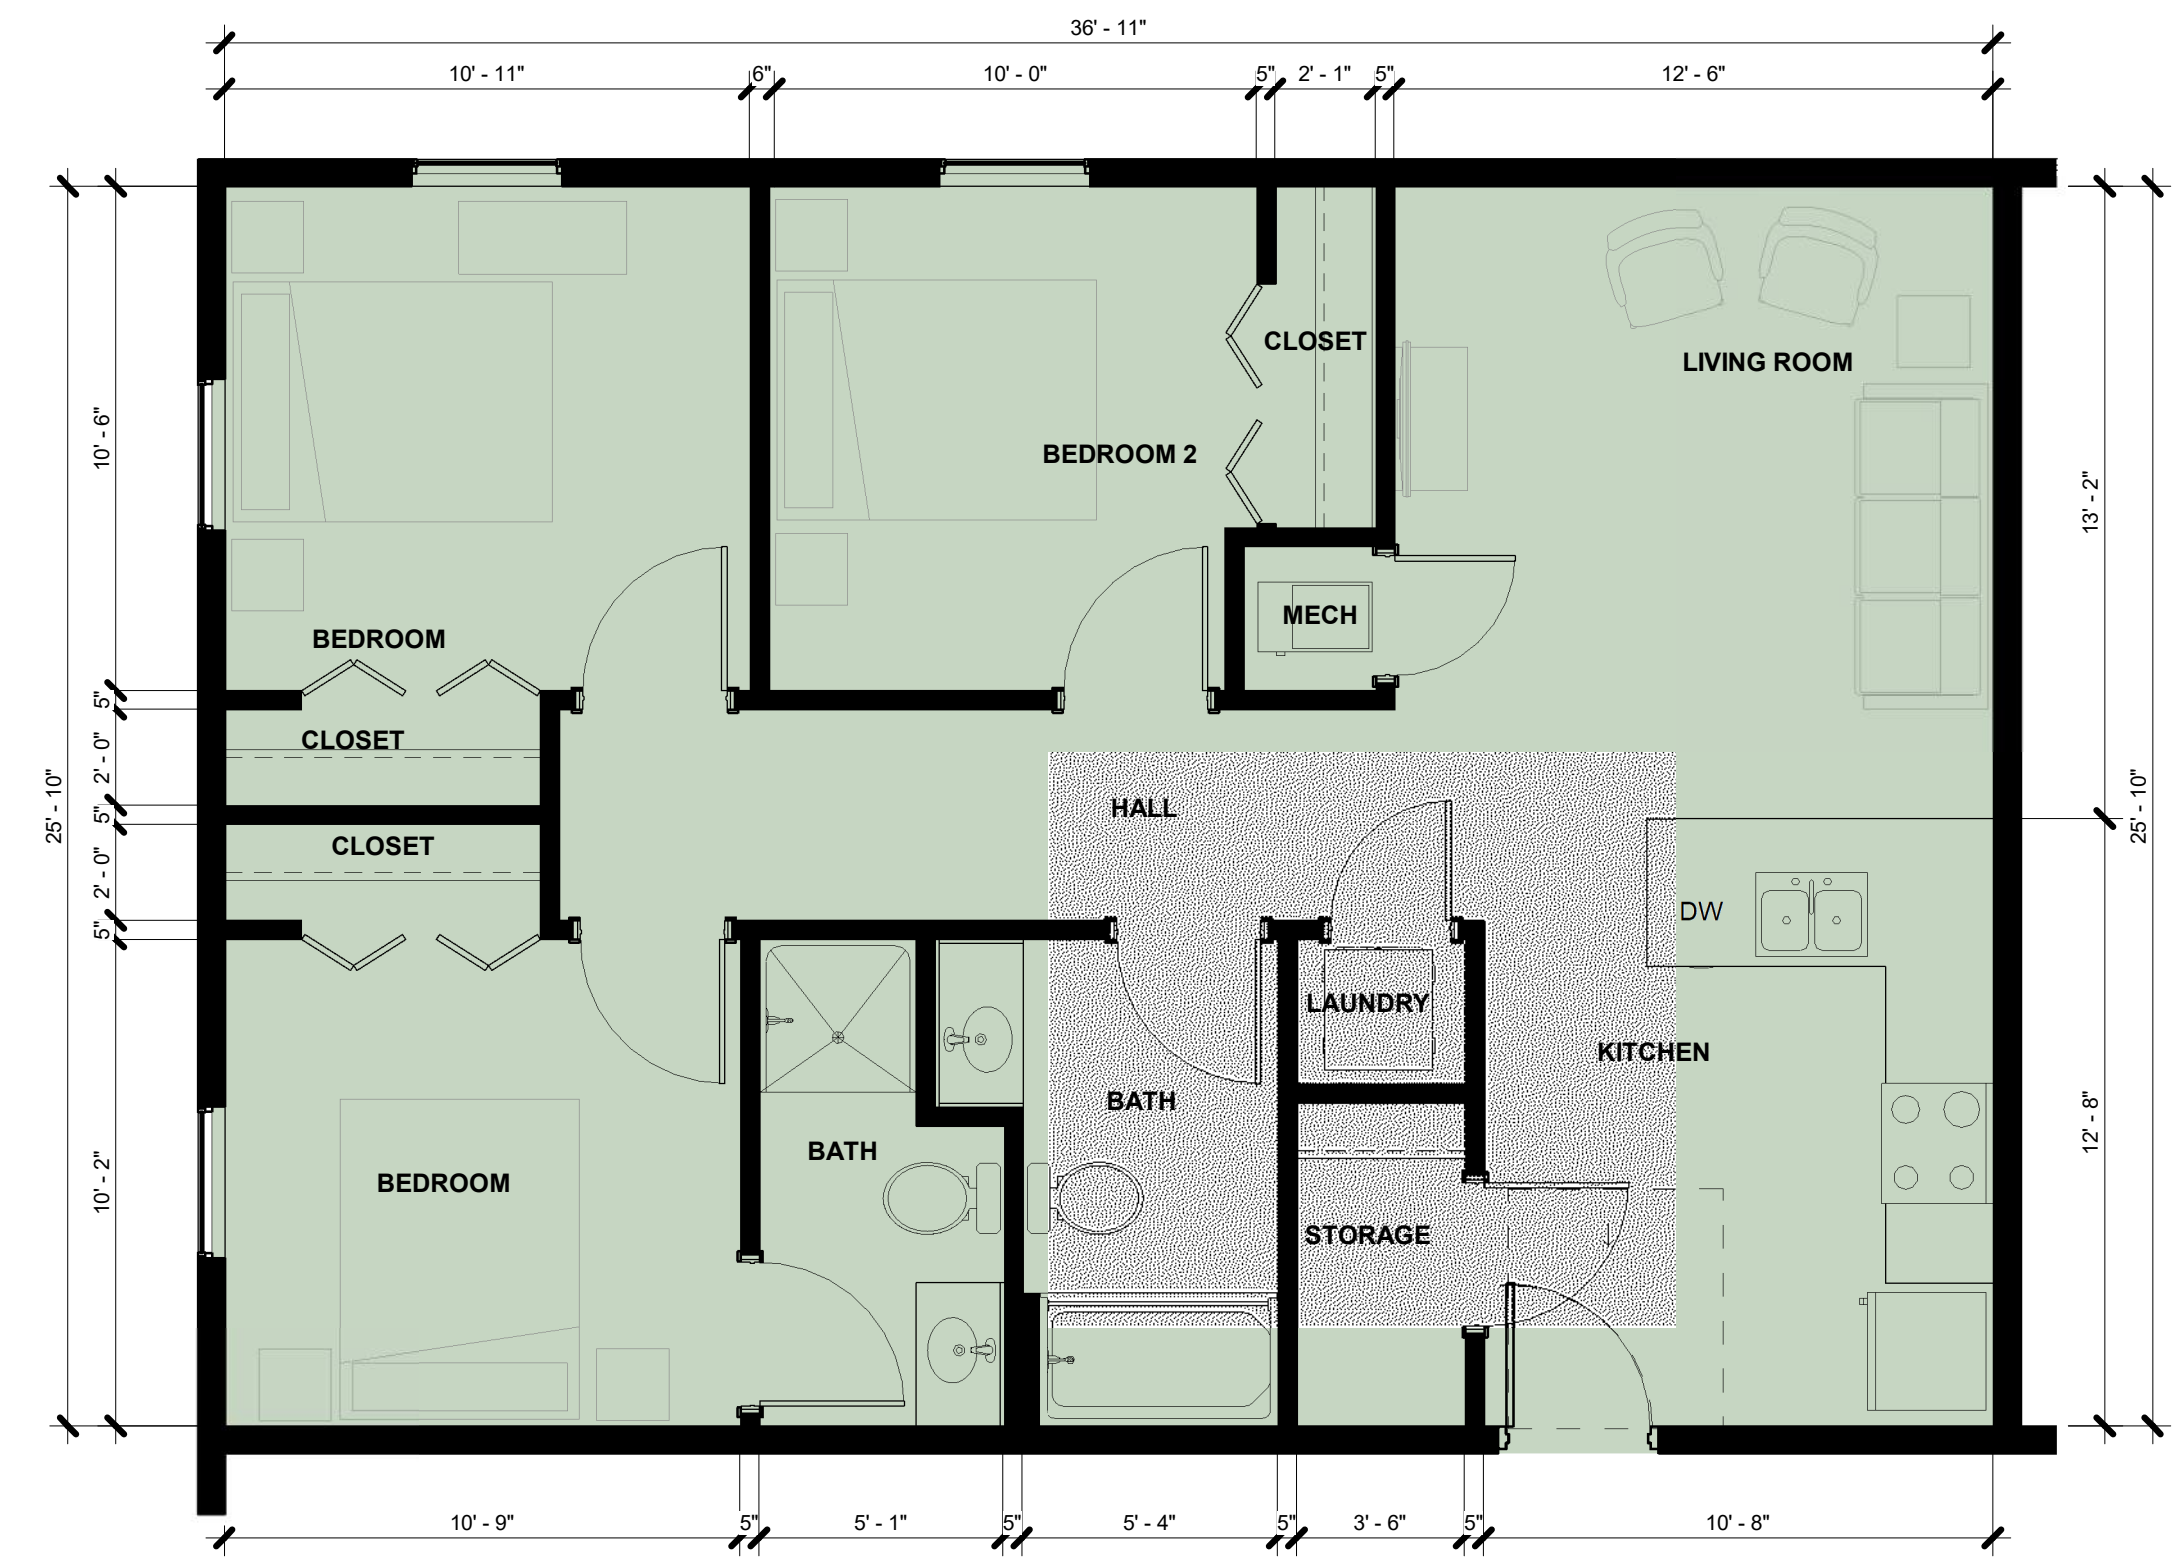 36' - 11"
10' - 11"
6"
10' - 0"
5"
2' - 1"
5"
12' - 6"
CLOSET
LIVING ROOM
10' - 6"
BEDROOM 2
13' - 2"
MECH
BEDROOM
5"
CLOSET
2' - 0"
25' - 10"
5"
HALL
25' - 10"
CLOSET
2' - 0"
DW
5"
LAUNDRY
KITCHEN
BATH
12' - 8"
BATH
BEDROOM
10' - 2"
STORAGE
10' - 9"
5"
5' - 1"
5"
5' - 4"
5"
3' - 6"
5"
10' - 8"